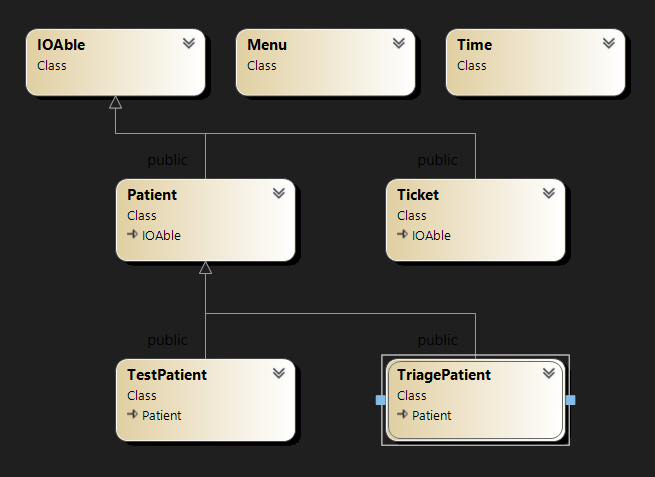 IOAble
Class
Menu
Class
Time
Class
public
Patient
Class
IOAble
Ticket
Class
IOAble
public
public
TestPatient
Class
Patient
TriagePatient
Class
Patient